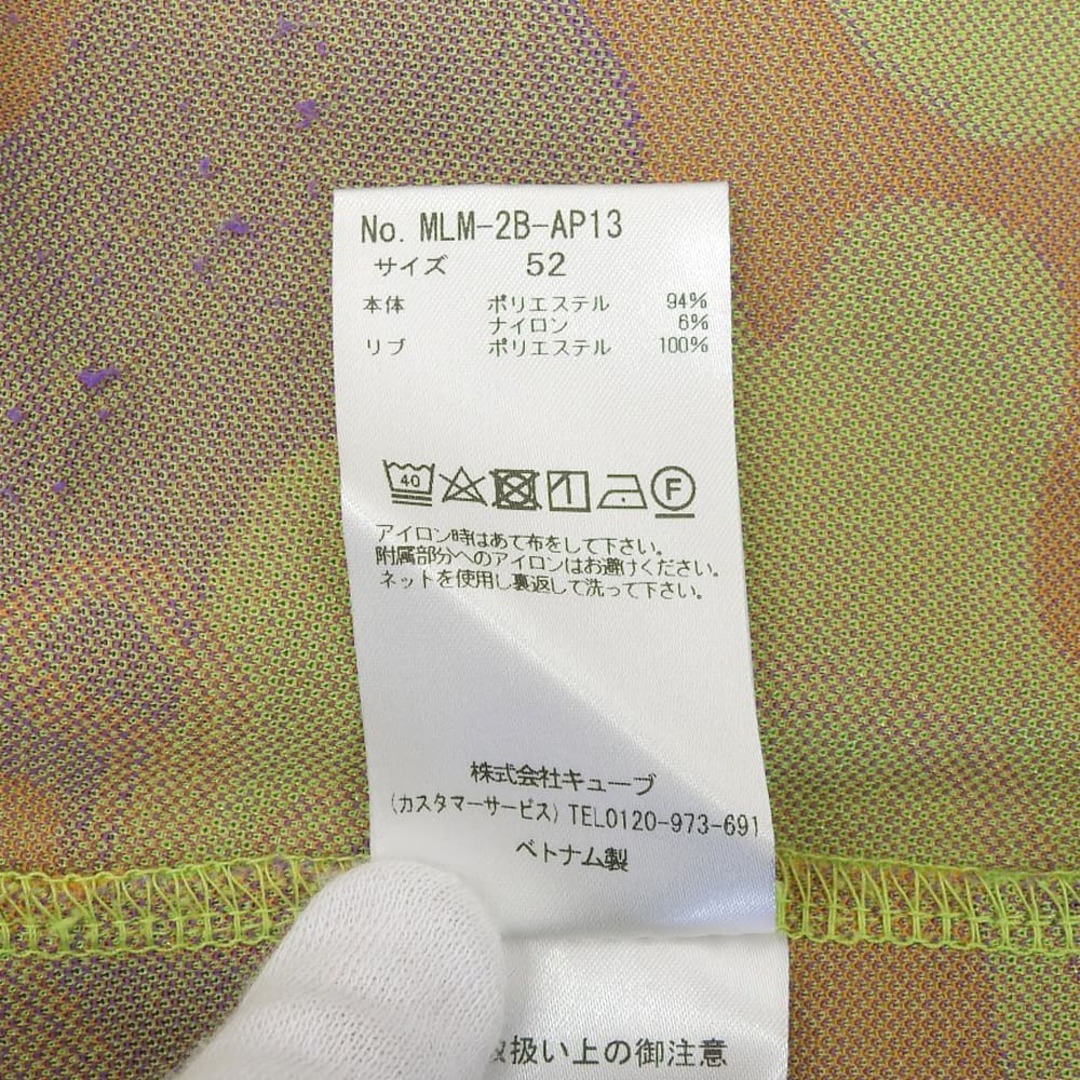 No. MLM-2B-AP13
サイズ 52
本体 ポリエステル 94%
ナイロン 6%
リブ ポリエステル 100%
40 F
アイロン時はあて布をして下さい。
附属部分へのアイロンはお避けください。
ネットを使用し裏返して洗って下さい。
株式会社キューブ
(カスタマーサービス) TEL0120-973-691
ベトナム製
扱い上の御注意